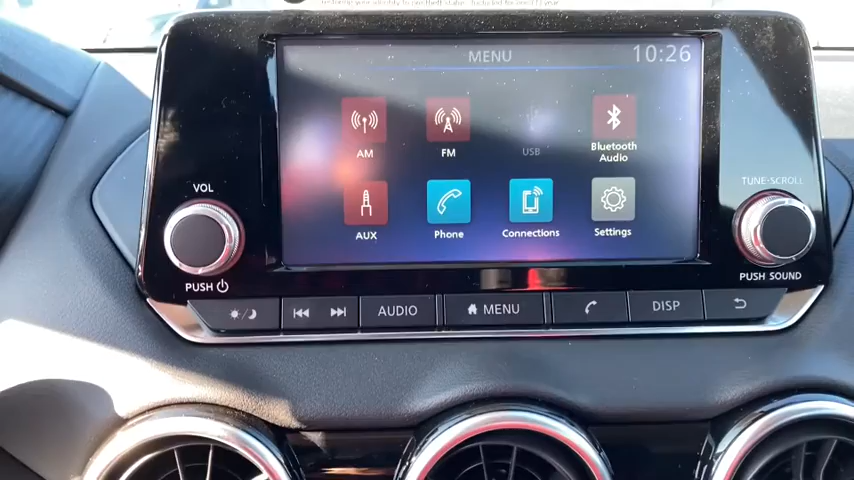 MENU
10:26
AM
FM
USB
Bluetooth
Audio
AUX
Phone
Connections
Settings
VOL
PUSH
TUNE·SCROLL
PUSH SOUND
AUDIO
MENU
DISP